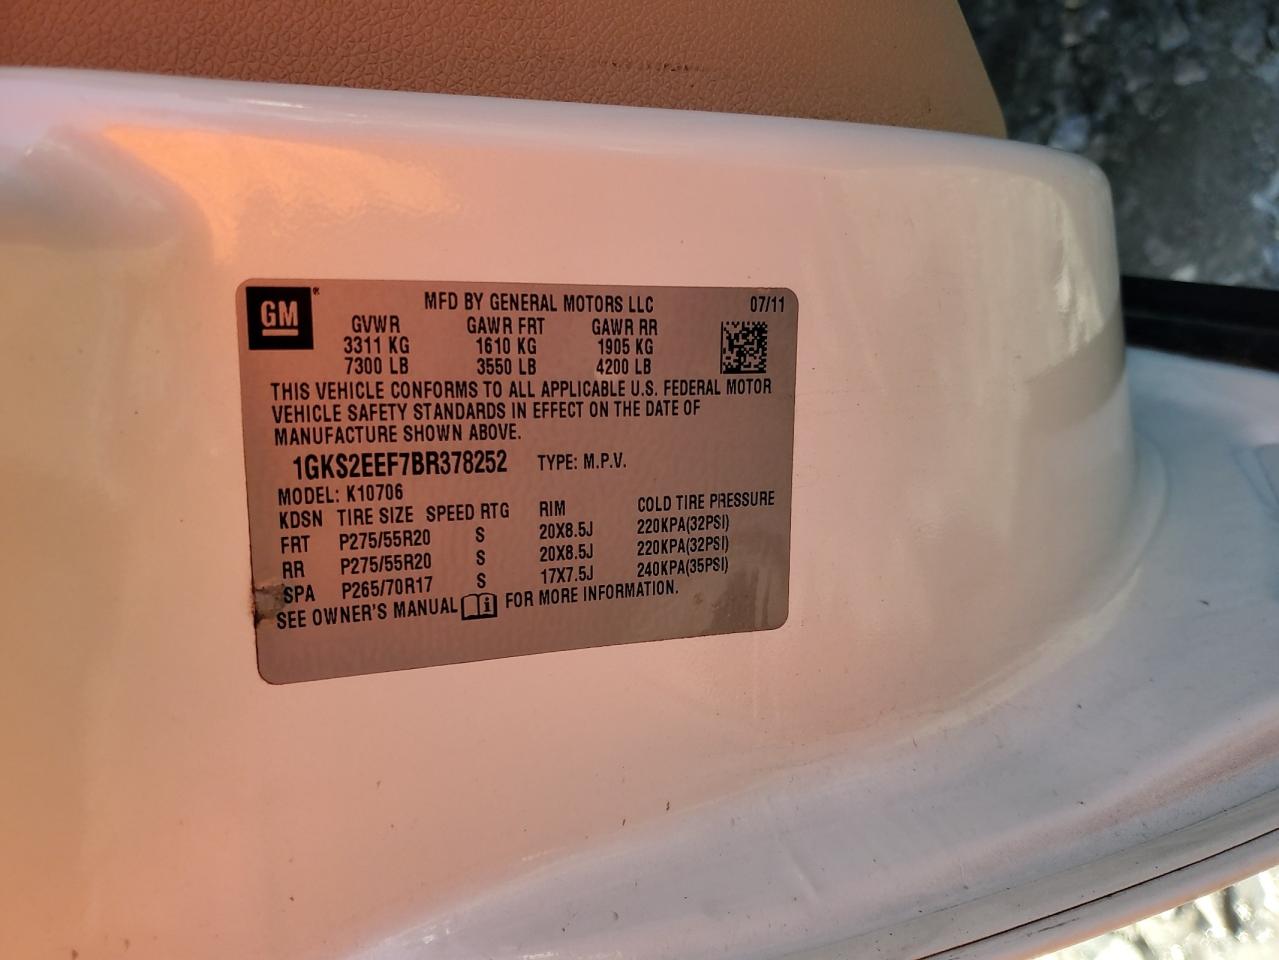 GM ® MFD BY GENERAL MOTORS LLC 07/11
GVWR GAWR FRT GAWR RR
3311 KG 1610 KG 1905 KG
7300 LB 3550 LB 4200 LB
THIS VEHICLE CONFORMS TO ALL APPLICABLE U.S. FEDERAL MOTOR
VEHICLE SAFETY STANDARDS IN EFFECT ON THE DATE OF
MANUFACTURE SHOWN ABOVE.
1GKS2EEF7BR378252 TYPE: M.P.V.
MODEL: K10706
KDSN TIRE SIZE SPEED RTG RIM COLD TIRE PRESSURE
FRT P275/55R20 S 20X8.5J 220KPA(32PSI)
RR P275/55R20 S 20X8.5J 220KPA(32PSI)
SPA P265/70R17 S 17X7.5J 240KPA(35PSI)
SEE OWNER'S MANUAL i FOR MORE INFORMATION.